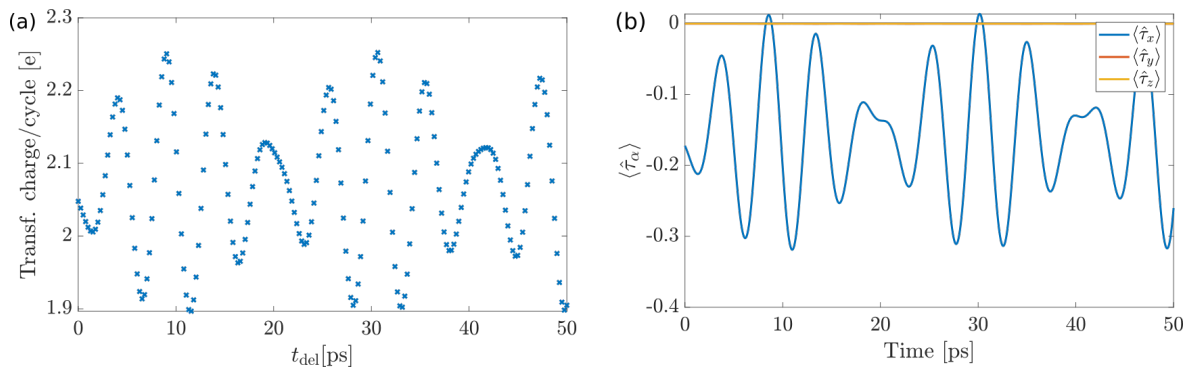 (a)
2.3
2.2
2.1
2
1.9
Transf. charge/cycle [e]
0 10 20 30 40 50
t_del[ps]
(b)
0
-0.1
-0.2
-0.3
-0.4
⟨τ̂_α⟩
⟨τ̂_x⟩
⟨τ̂_y⟩
⟨τ̂_z⟩
0 10 20 30 40 50
Time [ps]